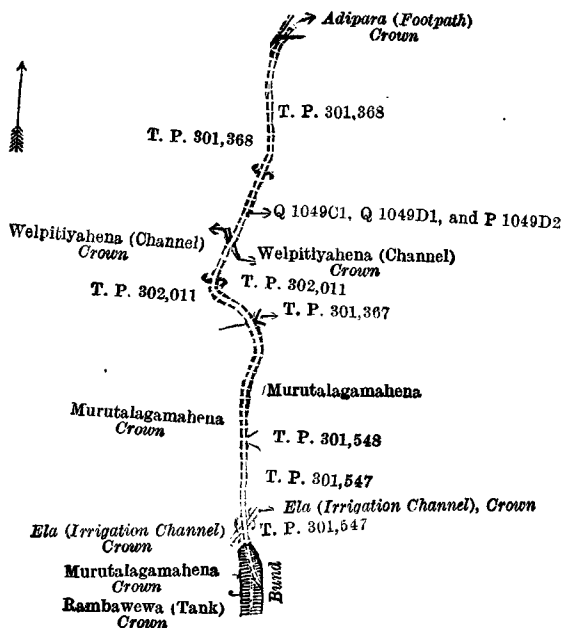 Adipara (Footpath)
Crown
T. P. 301,368
T. P. 301,368
Q 1049C1, Q 1049D1, and P 1049D2
Welpitiyahena (Channel)
Crown
Welpitiyahena (Channel)
Crown
T. P. 302,011
T. P. 302,011
T. P. 301,367
Murutalagamahena
Murutalagamahena
Crown
T. P. 301,548
T. P. 301,547
Ela (Irrigation Channel), Crown
T. P. 301,547
Ela (Irrigation Channel)
Crown
Murutalagamahena
Crown
Bund
Rambawewa (Tank)
Crown